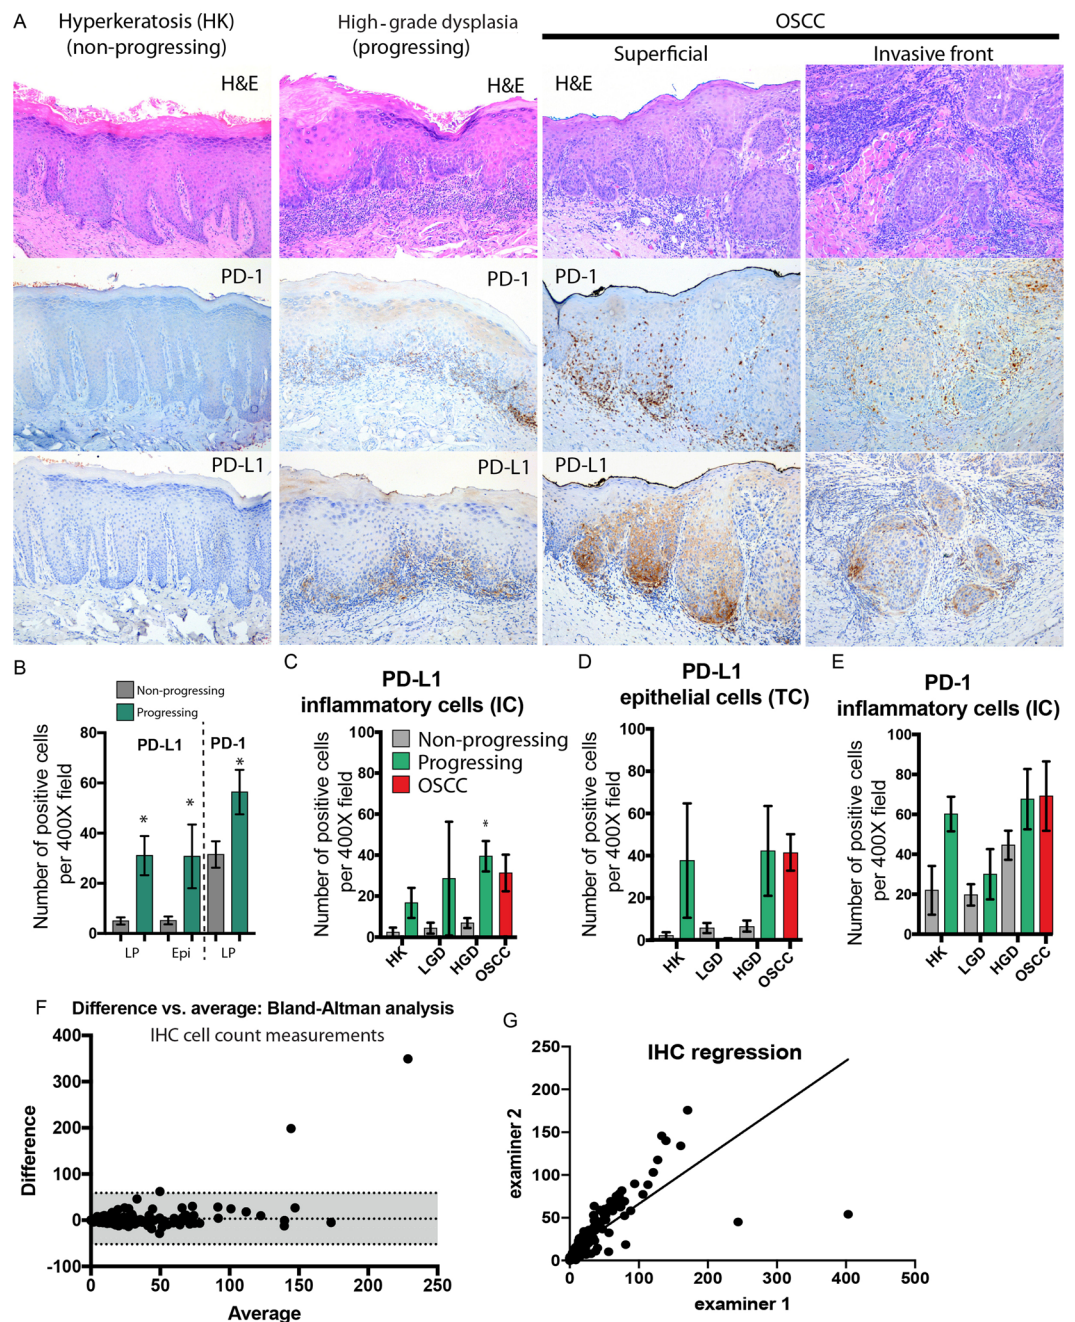 A
Hyperkeratosis (HK)
(non-progressing)
High-grade dysplasia
(progressing)
OSCC
Superficial
Invasive front
H&E
H&E
H&E
PD-1
PD-1
PD-1
PD-L1
PD-L1
PD-L1
B
Non-progressing
Progressing
Number of positive cells
per 400X field
80
60
40
20
0
PD-L1
PD-1
*
*
*
LP
Epi
LP
C
PD-L1
inflammatory cells (IC)
Non-progressing
Progressing
OSCC
Number of positive cells
per 400X field
100
80
60
40
20
0
*
HK
LGD
HGD
OSCC
D
PD-L1
epithelial cells (TC)
Number of positive cells
per 400X field
100
80
60
40
20
0
HK
LGD
HGD
OSCC
E
PD-1
inflammatory cells (IC)
Number of positive cells
per 400X field
100
80
60
40
20
0
HK
LGD
HGD
OSCC
F
Difference vs. average: Bland-Altman analysis
IHC cell count measurements
Difference
400
300
200
100
0
-100
0
50
100
150
200
250
Average
G
IHC regression
examiner 2
250
200
150
100
50
0
0
100
200
300
400
500
examiner 1